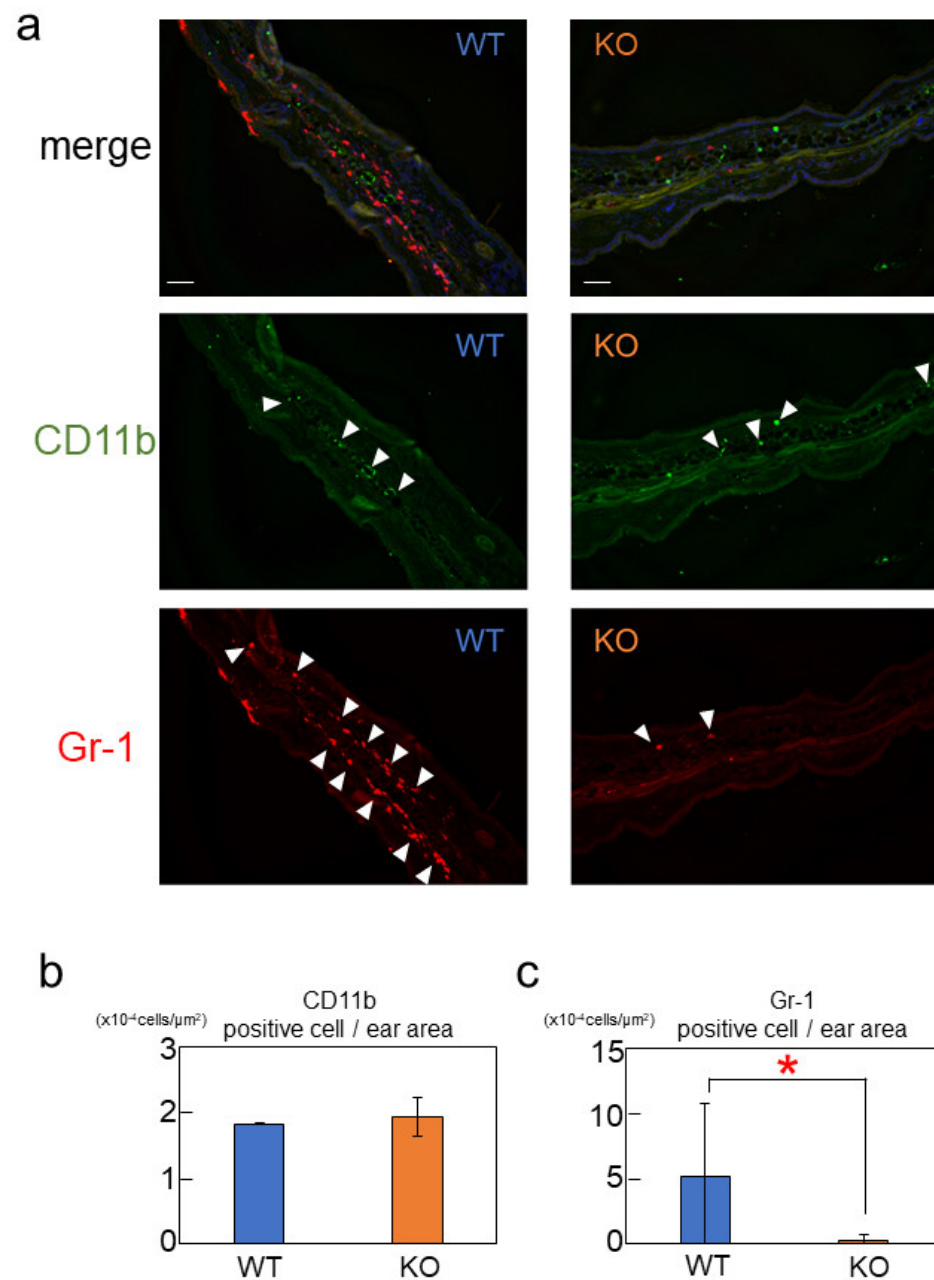 a
merge
WT
KO
CD11b
WT
KO
Gr-1
WT
KO
b
CD11b
(x10⁻⁴cells/μm²)
positive cell / ear area
3
2
1
0
WT
KO
c
Gr-1
(x10⁻⁴cells/μm²)
positive cell / ear area
15
10
5
0
*
WT
KO